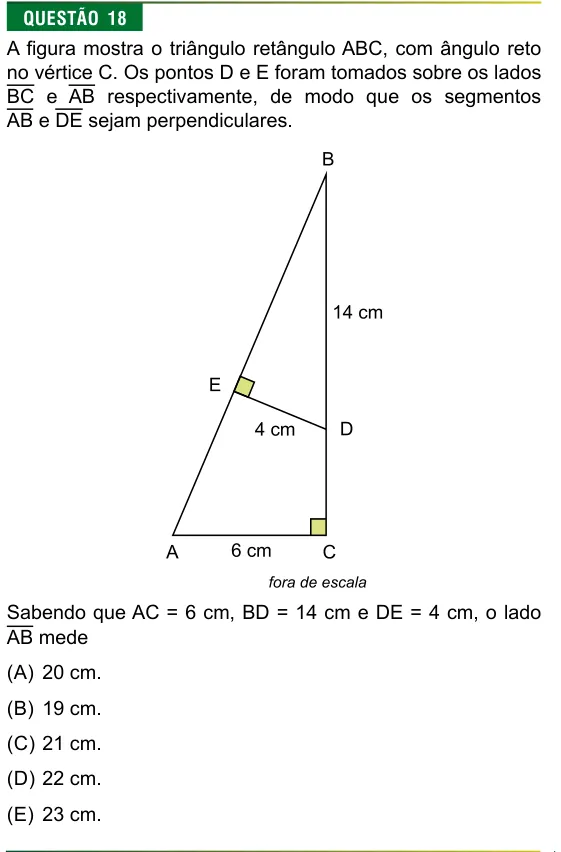 QUESTÃO 18
A figura mostra o triângulo retângulo ABC, com ângulo reto
no vértice C. Os pontos D e E foram tomados sobre os lados
BC e AB respectivamente, de modo que os segmentos
AB e DE sejam perpendiculares.
B
14 cm
E
4 cm
D
A
6 cm
C
fora de escala
Sabendo que AC = 6 cm, BD = 14 cm e DE = 4 cm, o lado
AB mede
(A) 20 cm.
(B) 19 cm.
(C) 21 cm.
(D) 22 cm.
(E) 23 cm.